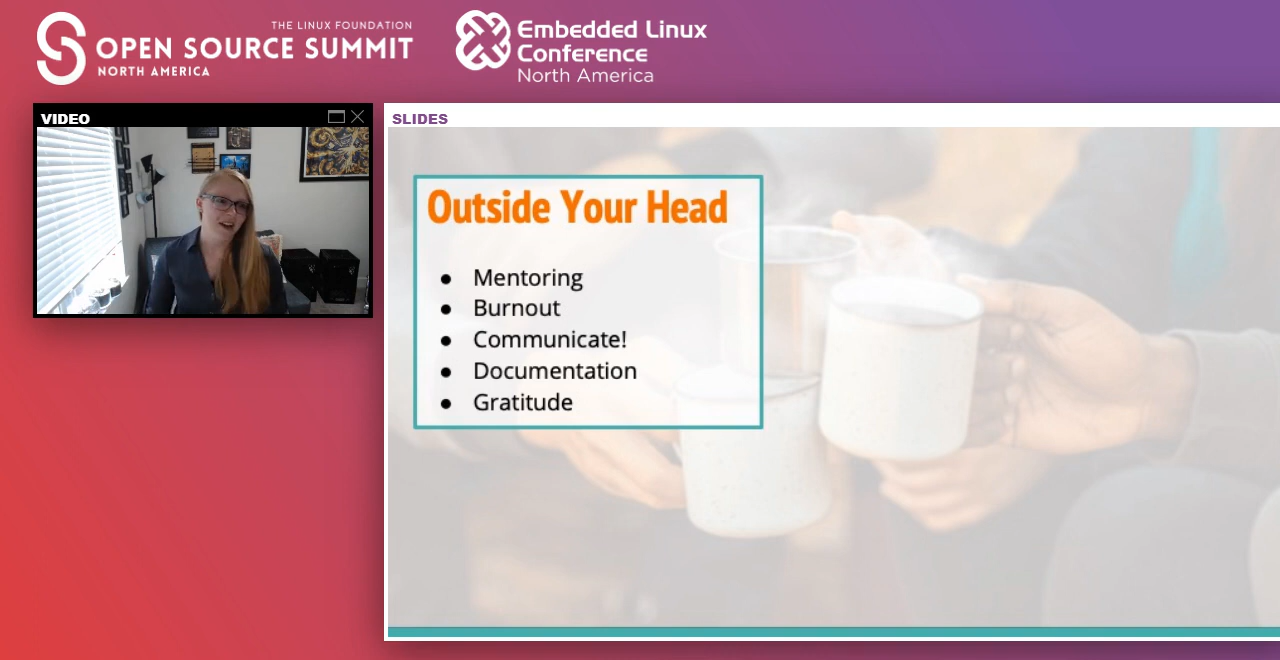 THE LINUX FOUNDATION
OPEN SOURCE SUMMIT
NORTH AMERICA
Embedded Linux
Conference
North America
VIDEO
SLIDES
Outside Your Head
● Mentoring
● Burnout
● Communicate!
● Documentation
● Gratitude